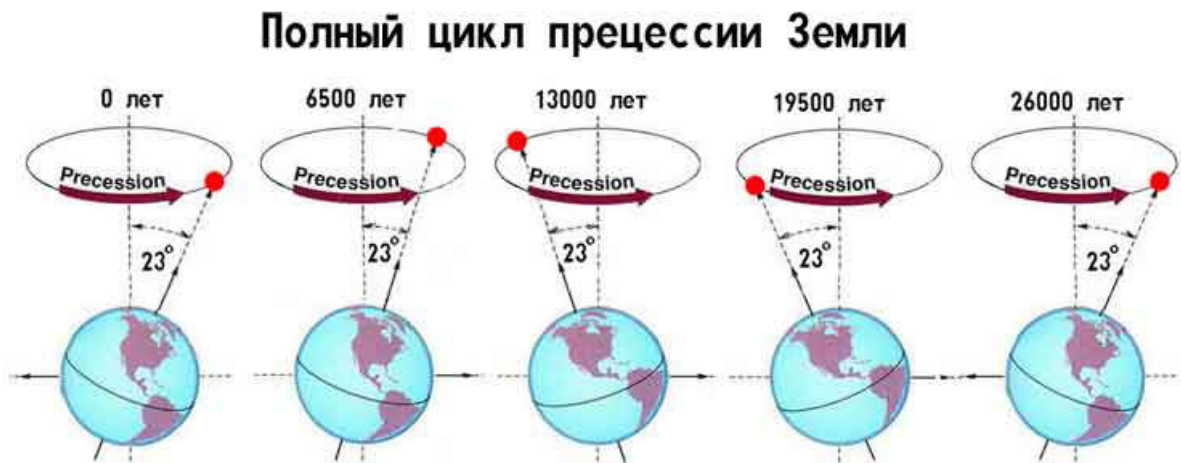 Полный цикл прецессии Земли
0 лет
6500 лет
13000 лет
19500 лет
26000 лет
Precession
Precession
Precession
Precession
Precession
23°
23°
23°
23°
23°